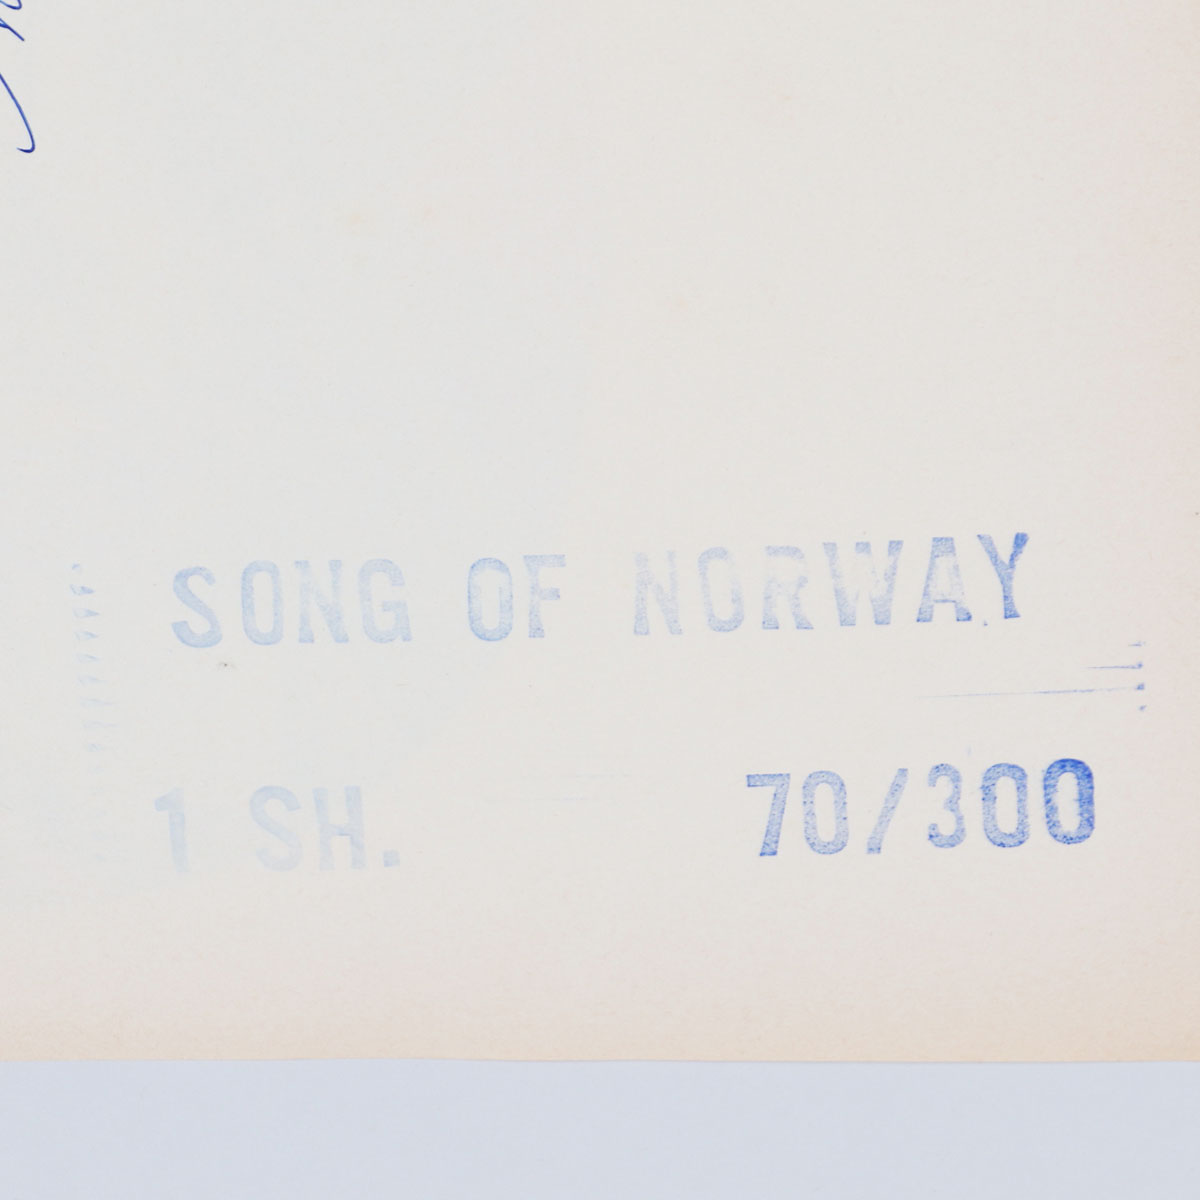 SONG OF NORWAY
1 SH. 70/300